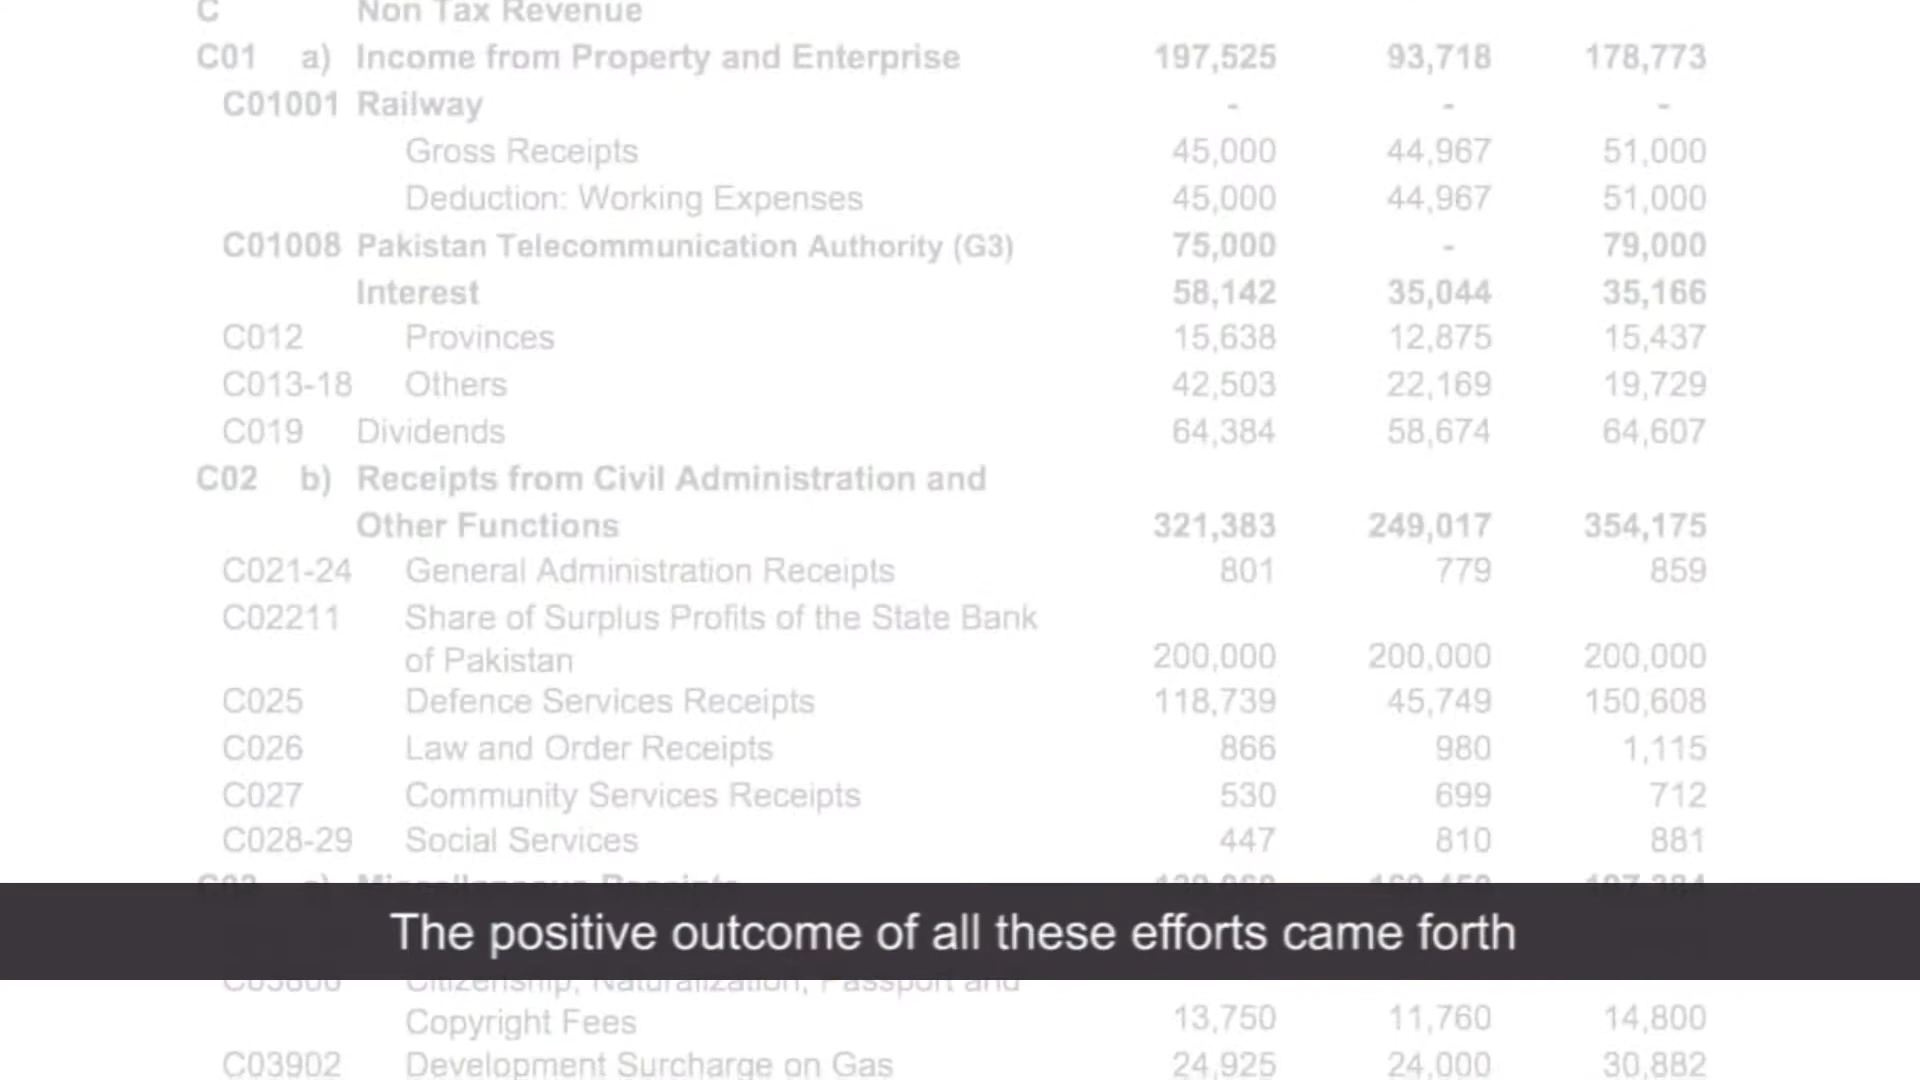 C Non Tax Revenue
C01 a) Income from Property and Enterprise 197,525 93,718 178,773
C01001 Railway - - -
Gross Receipts 45,000 44,967 51,000
Deduction: Working Expenses 45,000 44,967 51,000
C01008 Pakistan Telecommunication Authority (G3) 75,000 - 79,000
Interest 58,142 35,044 35,166
C012 Provinces 15,638 12,875 15,437
C013-18 Others 42,503 22,169 19,729
C019 Dividends 64,384 58,674 64,607
C02 b) Receipts from Civil Administration and
Other Functions 321,383 249,017 354,175
C021-24 General Administration Receipts 801 779 859
C02211 Share of Surplus Profits of the State Bank
of Pakistan 200,000 200,000 200,000
C025 Defence Services Receipts 118,739 45,749 150,608
C026 Law and Order Receipts 866 980 1,115
C027 Community Services Receipts 530 699 712
C028-29 Social Services 447 810 881
Miscellaneous Receipts
The positive outcome of all these efforts came forth
Citizenship, Naturalization, Passport and
Copyright Fees 13,750 11,760 14,800
C03902 Development Surcharge on Gas 24,925 24,000 30,882